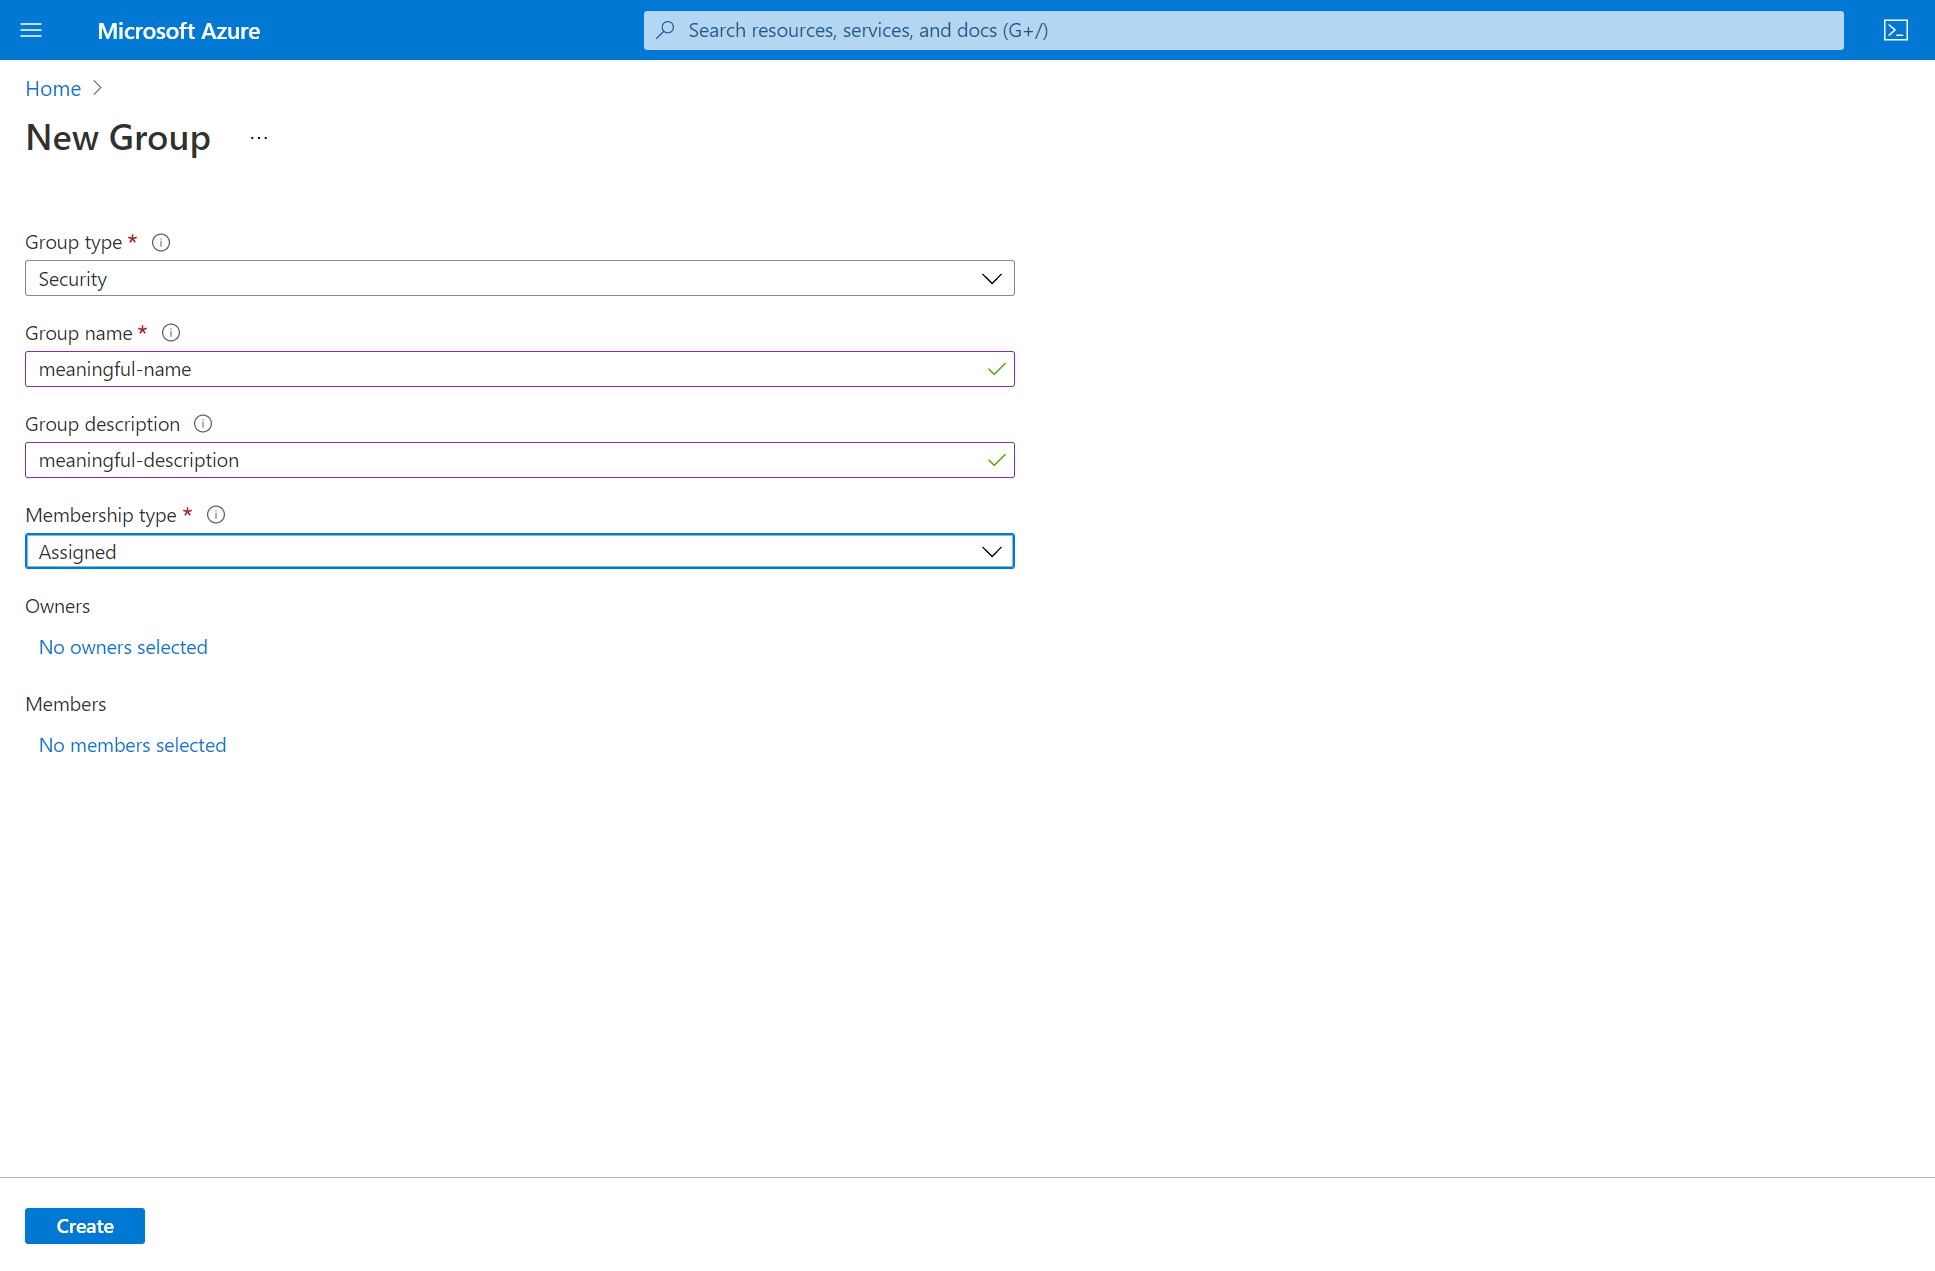 Microsoft Azure
Search resources, services, and docs (G+/)
Home
New Group ...
Group type *
Security
Group name *
meaningful-name
Group description
meaningful-description
Membership type *
Assigned
Owners
No owners selected
Members
No members selected
Create